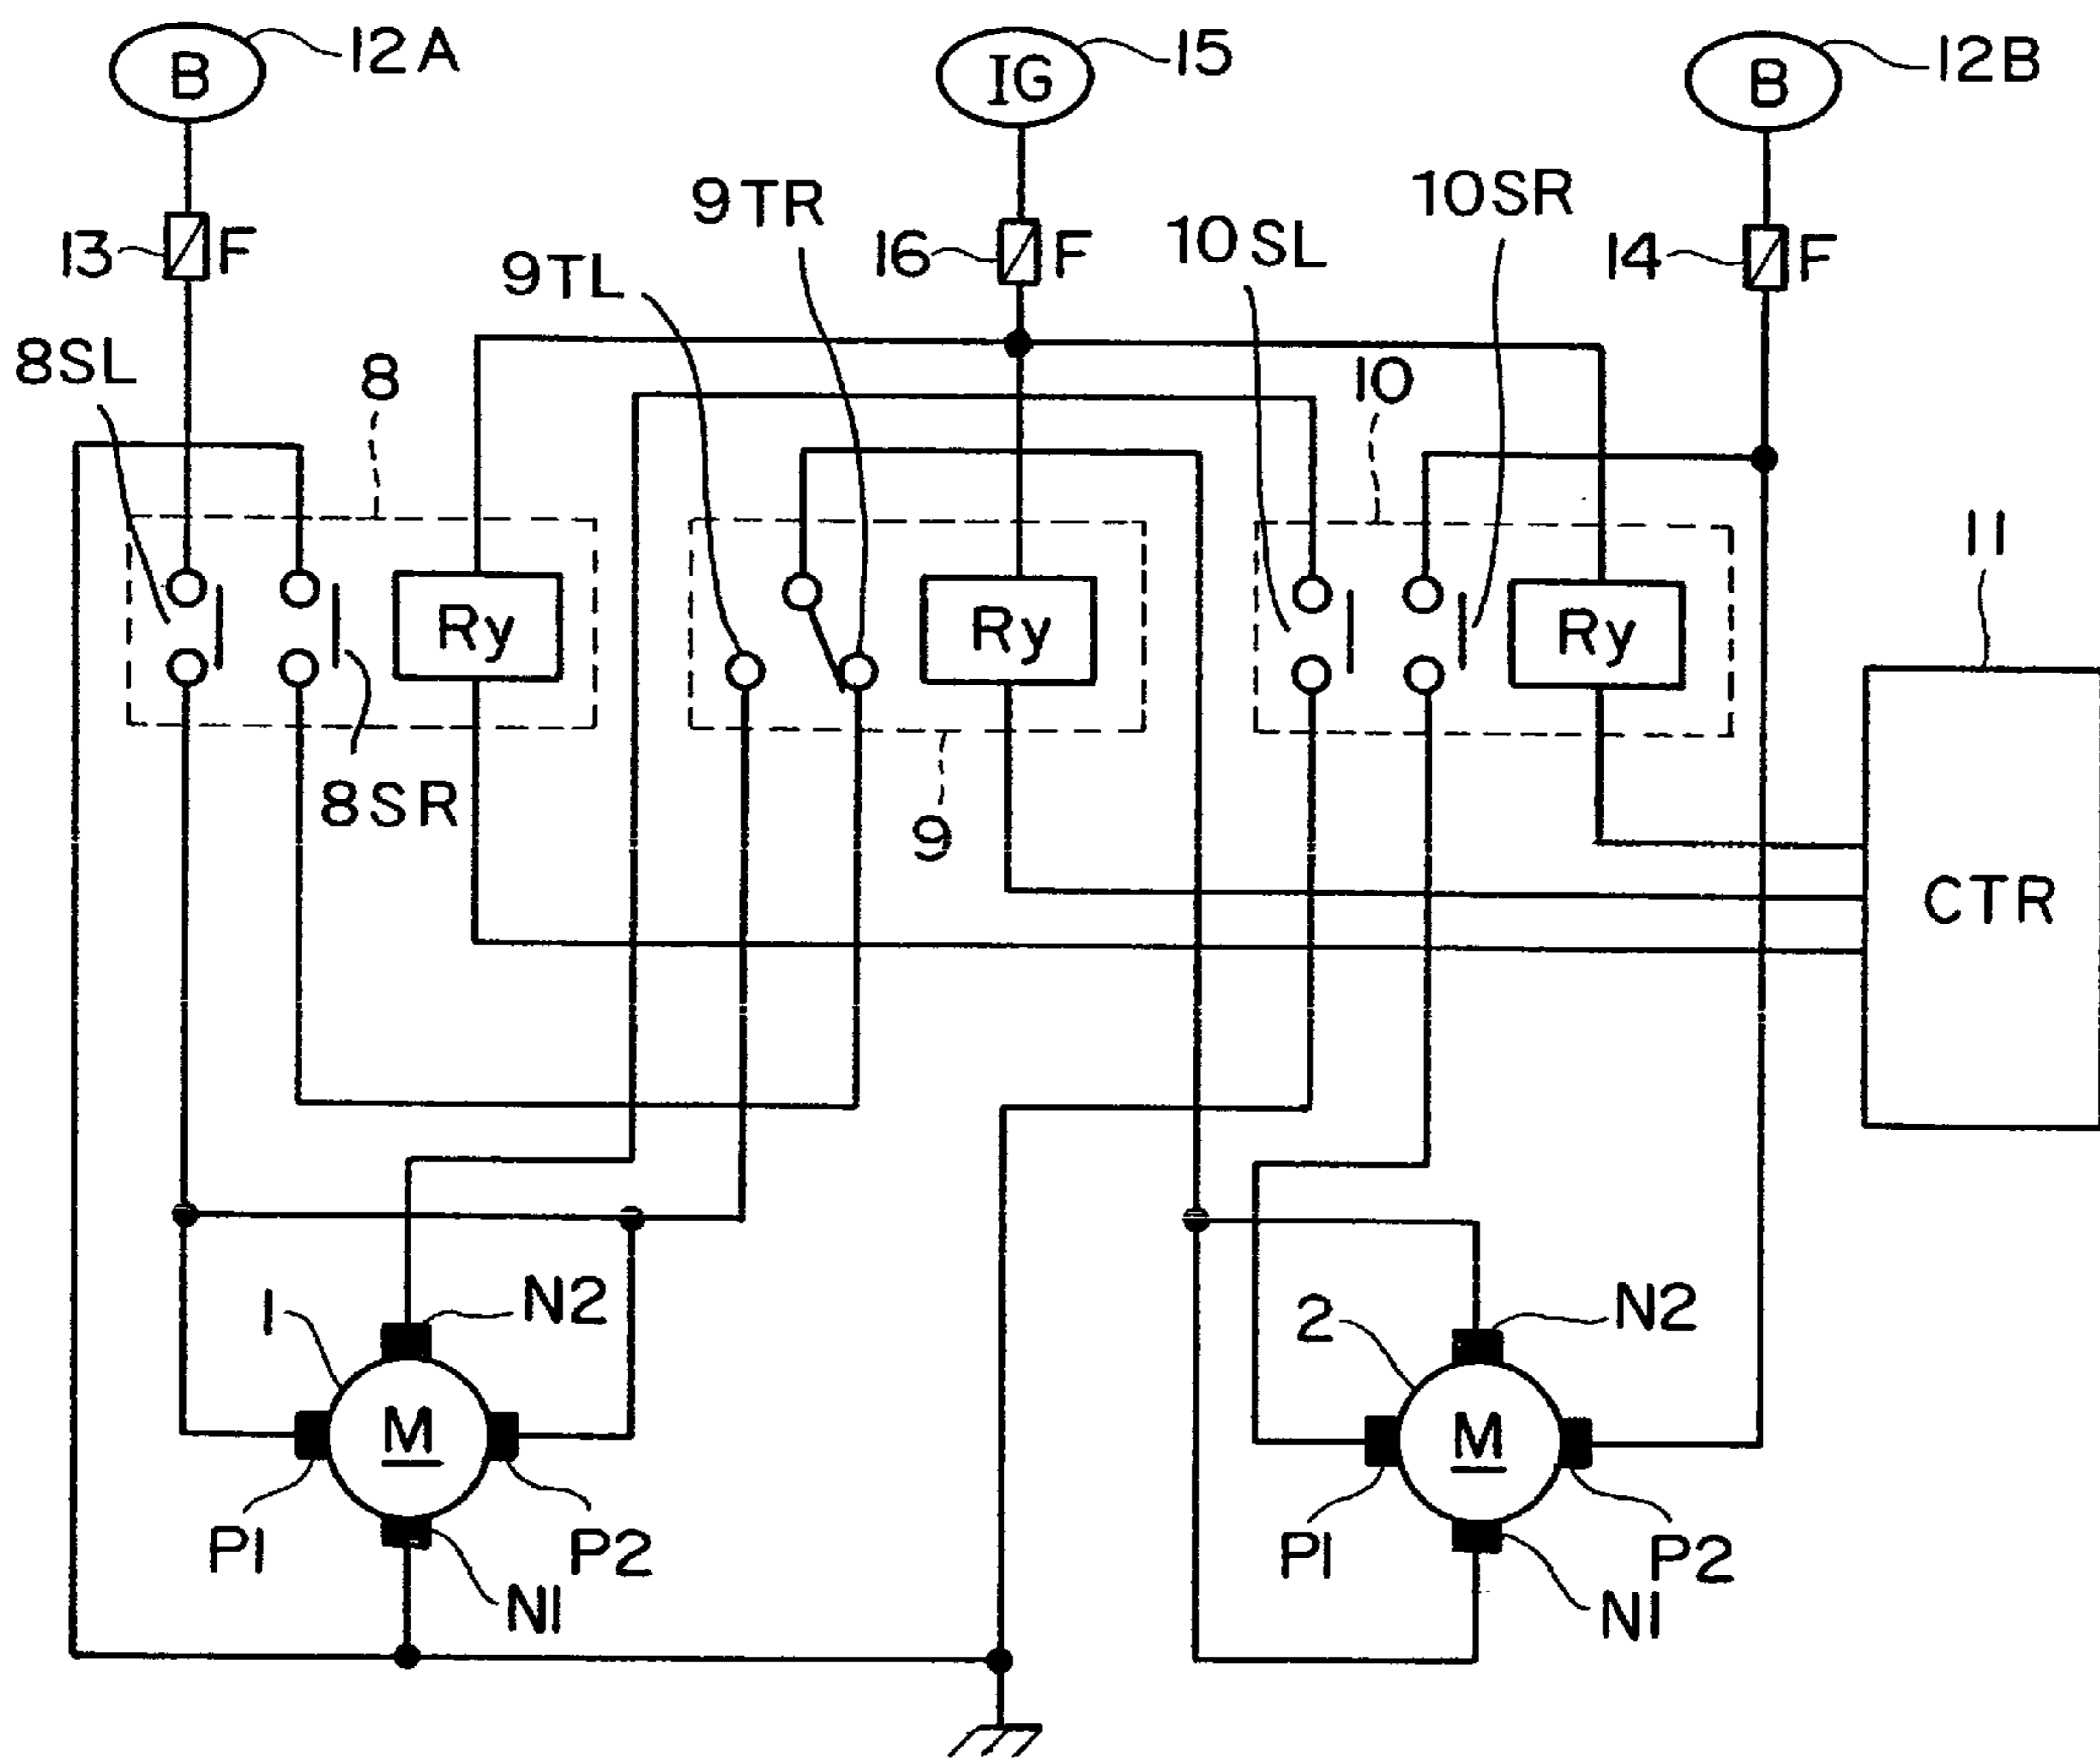 B
12A
IG
15
B
12B
13
F
9TL
9TR
16
F
10SL
10SR
14
F
8SL
8
10
11
Ry
Ry
Ry
8SR
9
CTR
1
N2
M
P1
P2
N1
2
N2
M
P1
P2
N1